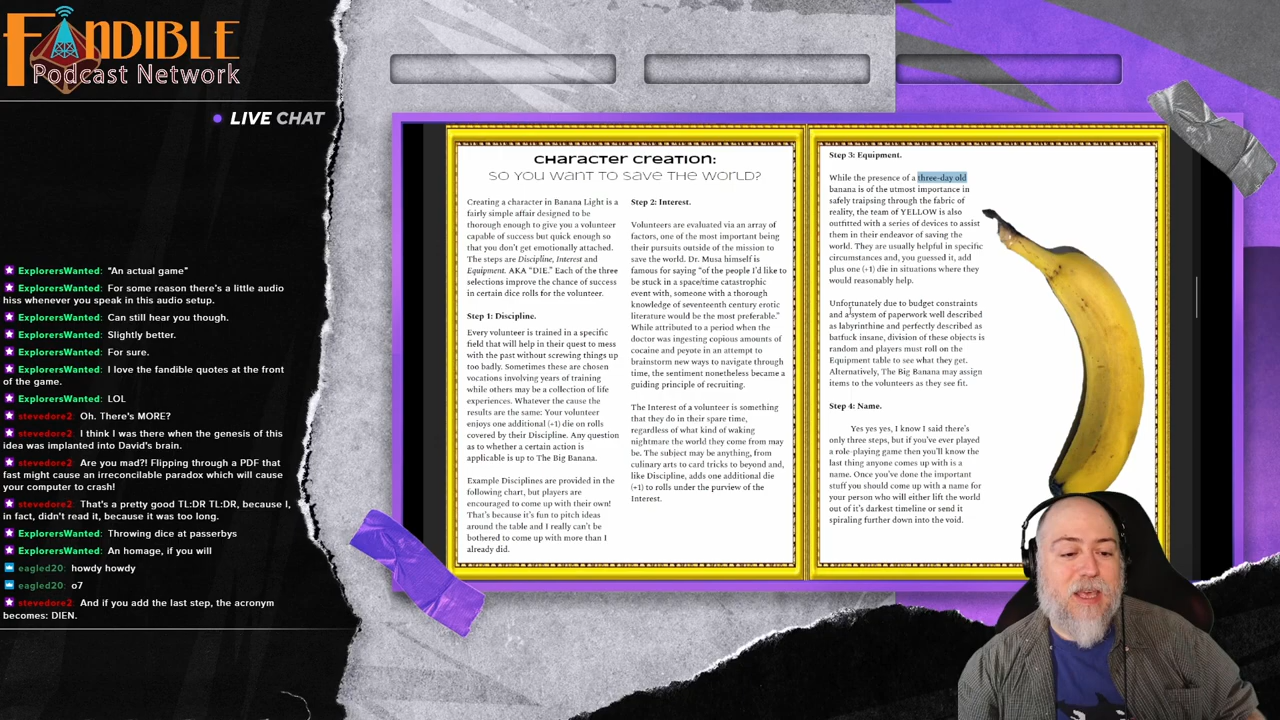 FANDIBLE
Podcast Network
LIVE CHAT
ExplorersWanted: "An actual game"
ExplorersWanted: For some reason there's a little audio
hiss whenever you speak in this audio setup.
ExplorersWanted: Can still hear you though.
ExplorersWanted: Slightly better.
ExplorersWanted: For sure.
ExplorersWanted: I love the fandible quotes at the front
of the game.
ExplorersWanted: LOL
stevedore2: Oh. There's MORE?
stevedore2: I think I was there when the genesis of this
idea was implanted into David's brain.
stevedore2: Are you mad?! Flipping through a PDF that
fast might cause an irreconcilable paradox which will cause
your computer to crash!
stevedore2: That's a pretty good TL:DR TL:DR, because I,
in fact, didn't read it, because it was too long.
ExplorersWanted: Throwing dice at passerbys
ExplorersWanted: An homage, if you will
eagled20: howdy howdy
eagled20: o7
stevedore2: And if you add the last step, the acronym
becomes: DIEN.
Character Creation:
So you want to save the world?
Creating a character in Banana Light is a
fairly simple affair designed to be
thorough enough to give you a volunteer
capable of success but quick enough so
that you don't get emotionally attached.
The steps are Discipline, Interest and
Equipment. AKA "DIE." Each of the three
selections improve the chance of success
in certain dice rolls for the volunteer.
Step 1: Discipline.
Every volunteer is trained in a specific
field that will help in their quest to mess
with the past without screwing things up
too badly. Sometimes these are chosen
vocations involving years of training
while others may be a collection of life
experiences. Whatever the cause the
results are the same: Your volunteer
enjoys one additional (+1) die on rolls
covered by their Discipline. Any question
as to whether a certain action is
applicable is up to The Big Banana.
Example Disciplines are provided in the
following chart, but players are
encouraged to come up with their own!
That's because it's fun to pitch ideas
around the table and I really can't be
bothered to come up with more than I
already did.
Step 2: Interest.
Volunteers are evaluated via an array of
factors, one of the most important being
their pursuits outside of the mission to
save the world. Dr. Musa himself is
famous for saying "of the people I'd like to
be stuck in a space/time catastrophic
event with, someone with a thorough
knowledge of seventeenth century erotic
literature would be the most preferable."
While attributed to a period when the
doctor was ingesting copious amounts of
cocaine and peyote in an attempt to
brainstorm new ways to navigate through
time, the sentiment nonetheless became a
guiding principle of recruiting.
The Interest of a volunteer is something
that they do in their spare time,
regardless of what kind of waking
nightmare the world they come from may
be. The subject may be anything, from
culinary arts to card tricks to beyond and,
like Discipline, adds one additional die
(+1) to rolls under the purview of the
Interest.
Step 3: Equipment.
While the presence of a three-day old
banana is of the utmost importance in
safely traipsing through the fabric of
reality, the team of YELLOW is also
outfitted with a series of devices to assist
them in their endeavor of saving the
world. They are usually helpful in specific
circumstances and, you guessed it, add
plus one (+1) die in situations where they
would reasonably help.
Unfortunately due to budget constraints
and a system of paperwork well described
as labyrinthine and perfectly described as
batfuck insane, division of these objects is
random and players must roll on the
Equipment table to see what they get.
Alternatively, The Big Banana may assign
items to the volunteers as they see fit.
Step 4: Name.
Yes yes yes, I know I said there's
only three steps, but if you've ever played
a role-playing game then you'll know the
last thing anyone comes up with is a
name. Once you've done the important
stuff you should come up with a name for
your person who will either lift the world
out of it's darkest timeline or send it
spiraling further down into the void.